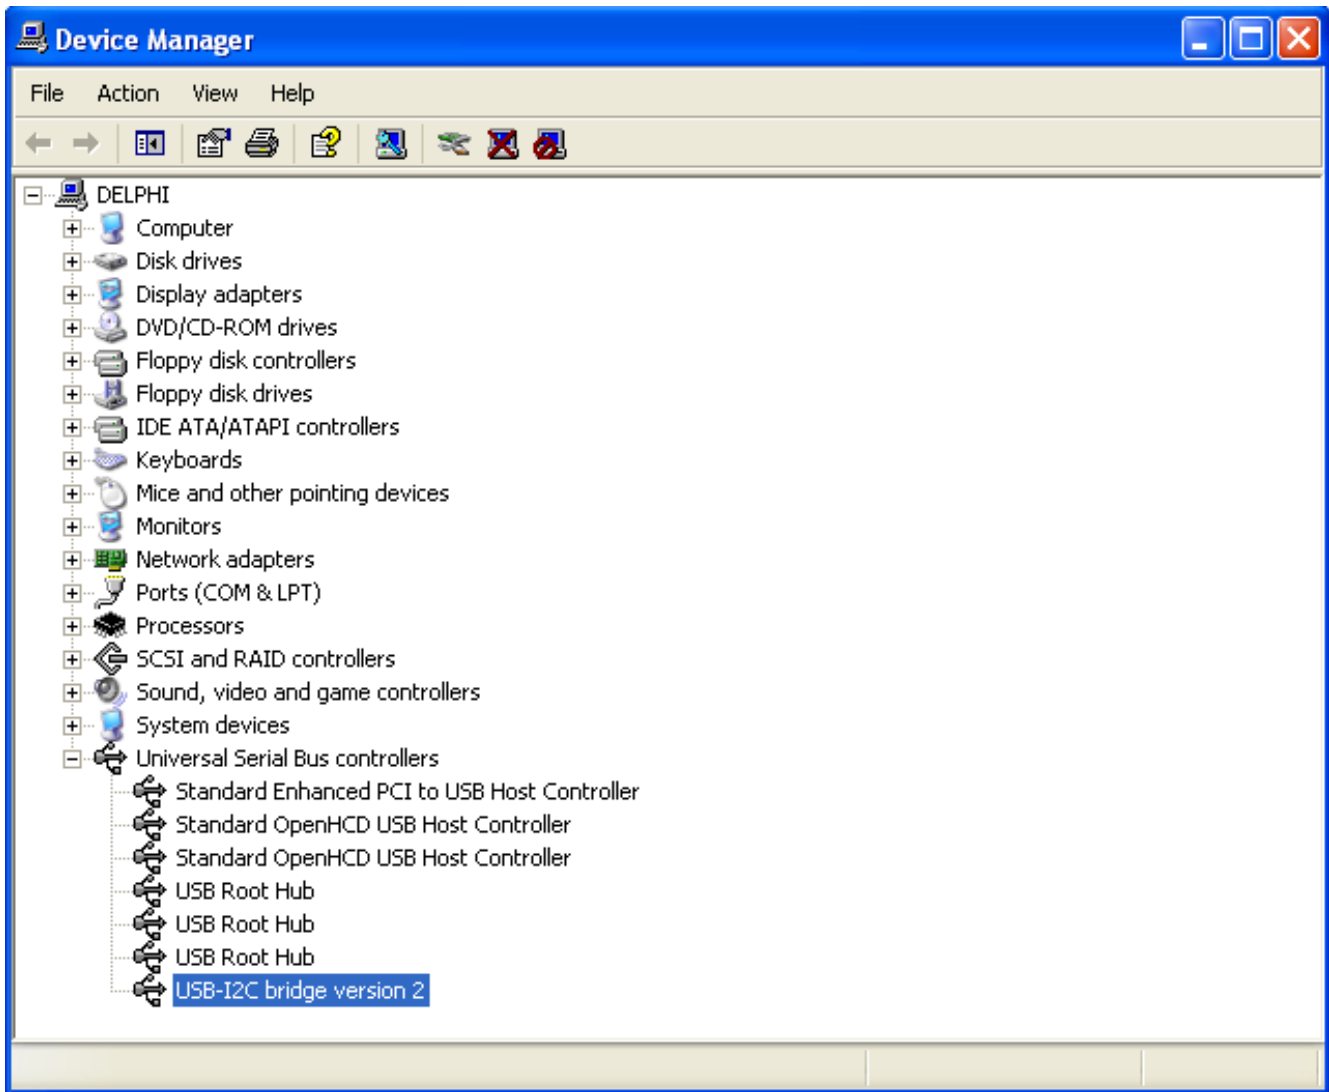 Device Manager
File Action View Help
DELPHI
Computer
Disk drives
Display adapters
DVD/CD-ROM drives
Floppy disk controllers
Floppy disk drives
IDE ATA/ATAPI controllers
Keyboards
Mice and other pointing devices
Monitors
Network adapters
Ports (COM & LPT)
Processors
SCSI and RAID controllers
Sound, video and game controllers
System devices
Universal Serial Bus controllers
Standard Enhanced PCI to USB Host Controller
Standard OpenHCD USB Host Controller
Standard OpenHCD USB Host Controller
USB Root Hub
USB Root Hub
USB Root Hub
USB-I2C bridge version 2